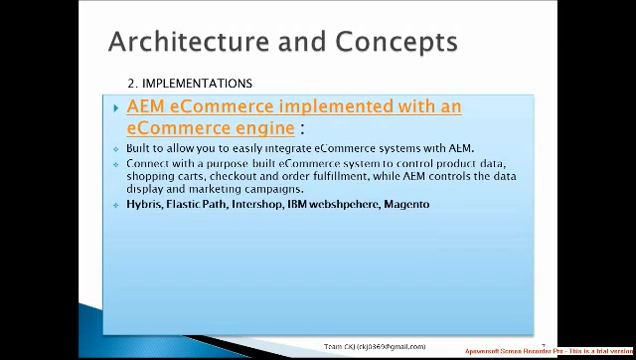 Architecture and Concepts
2. IMPLEMENTATIONS
AEM eCommerce implemented with an
eCommerce engine :
Built to allow you to easily integrate eCommerce systems with AEM.
Connect with a purpose built eCommerce system to control product data,
shopping carts, checkout and order fulfillment, while AEM controls the data
display and marketing campaigns.
Hybris, Elastic Path, Intershop, IBM webshpehere, Magento
Team CKJ (ckj0369@gmail.com)
7
Apowersoft Screen Recorder Pro - This is a trial version